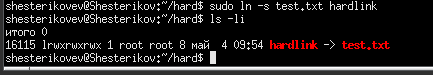 shesterikovev@Shesterikov:~/hard$ sudo ln -s test.txt hardlink
shesterikovev@Shesterikov:~/hard$ ls -li
итого 0
16115 lrwxrwxrwx 1 root root 8 май  4 09:54 hardlink -> test.txt
shesterikovev@Shesterikov:~/hard$